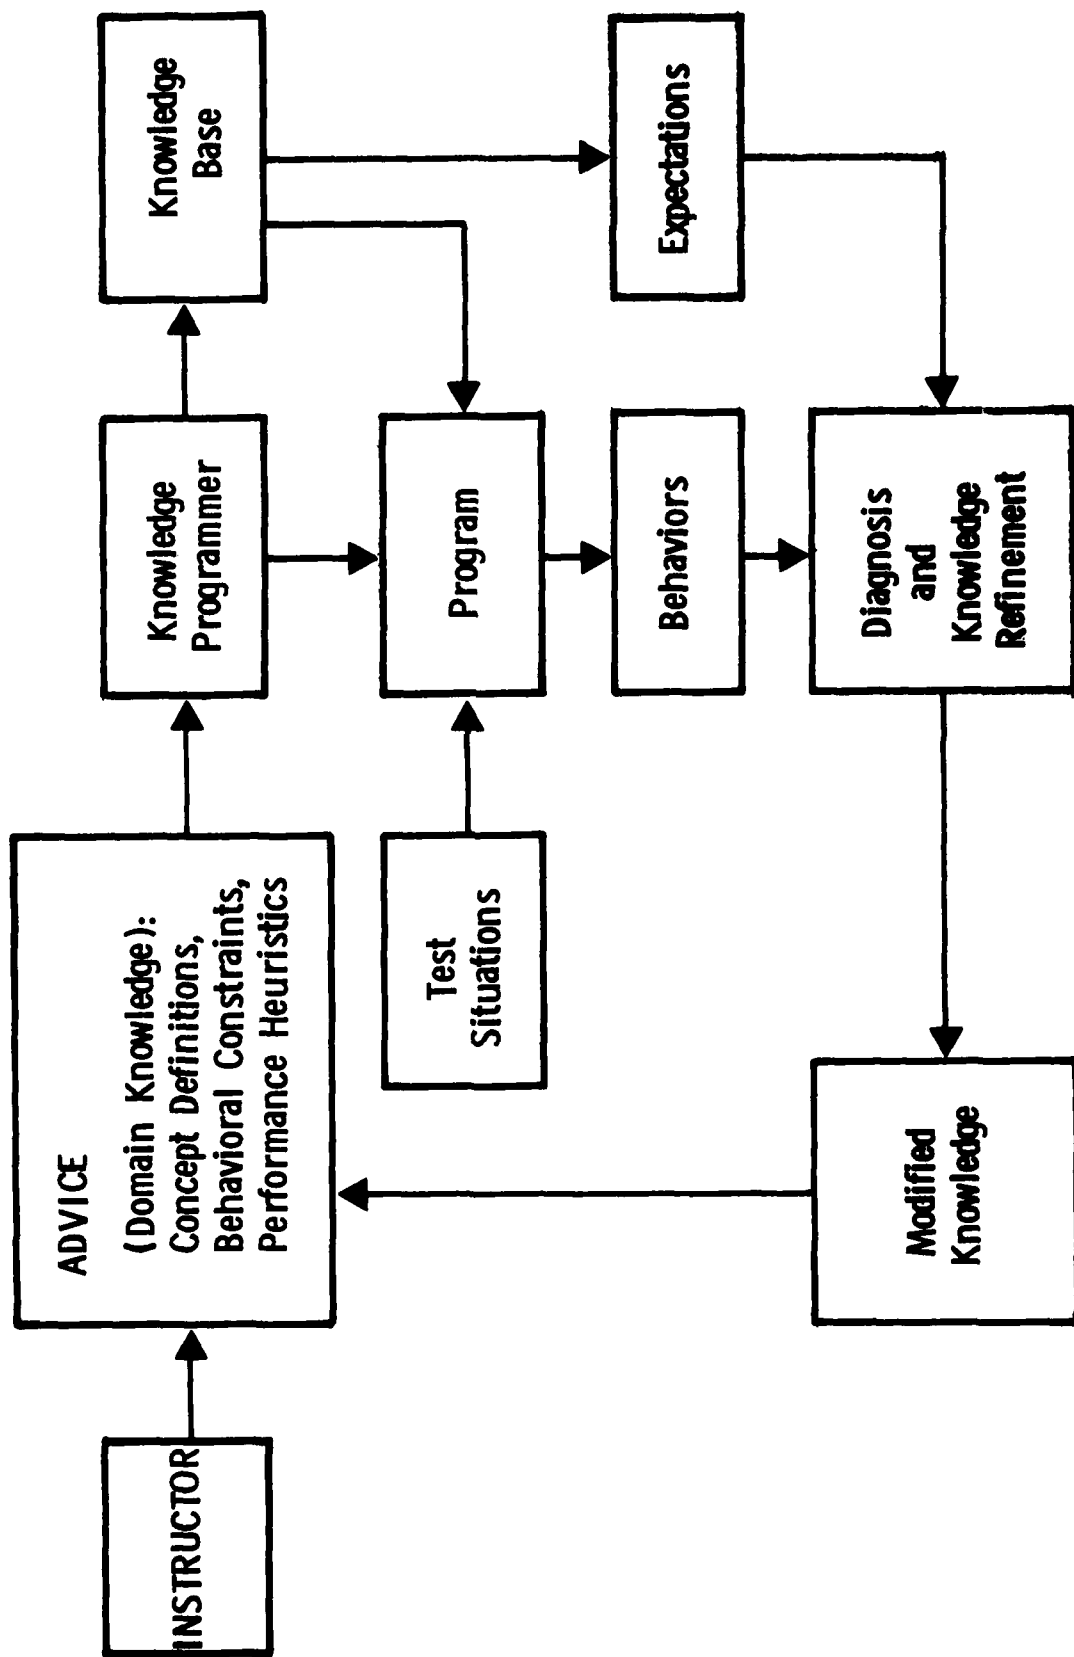 INSTRUCTOR
ADVICE
(Domain Knowledge):
Concept Definitions,
Behavioral Constraints,
Performance Heuristics
Knowledge
Programmer
Knowledge
Base
Test
Situations
Program
Behaviors
Expectations
Modified
Knowledge
Diagnosis
and
Knowledge
Refinement